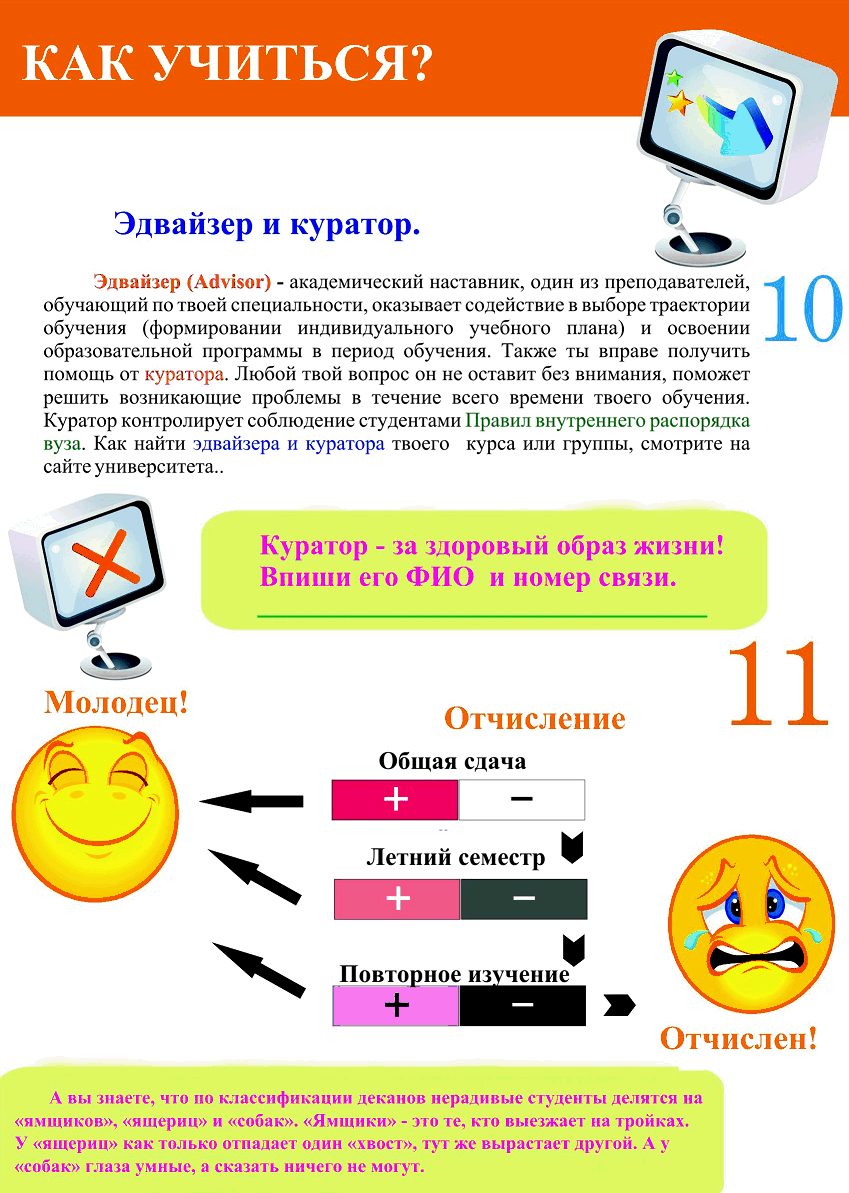 КАК УЧИТЬСЯ?
Эдвайзер и куратор.
Эдвайзер (Advisor) - академический наставник, один из преподавателей,
обучающий по твоей специальности, оказывает содействие в выборе траектории
обучения (формировании индивидуального учебного плана) и освоении
образовательной программы в период обучения. Также ты вправе получить
помощь от куратора. Любой твой вопрос он не оставит без внимания, поможет
решить возникающие проблемы в течение всего времени твоего обучения.
Куратор контролирует соблюдение студентами Правил внутреннего распорядка
вуза. Как найти эдвайзера и куратора твоего курса или группы, смотрите на
сайте университета..
10
Куратор - за здоровый образ жизни!
Впиши его ФИО и номер связи.
11
Молодец!
Отчисление
Общая сдача
+ −
Летний семестр
+ −
Повторное изучение
+ −
Отчислен!
А вы знаете, что по классификации деканов нерадивые студенты делятся на
«ямщиков», «ящериц» и «собак». «Ямщики» - это те, кто выезжает на тройках.
У «ящериц» как только отпадает один «хвост», тут же вырастает другой. А у
«собак» глаза умные, а сказать ничего не могут.